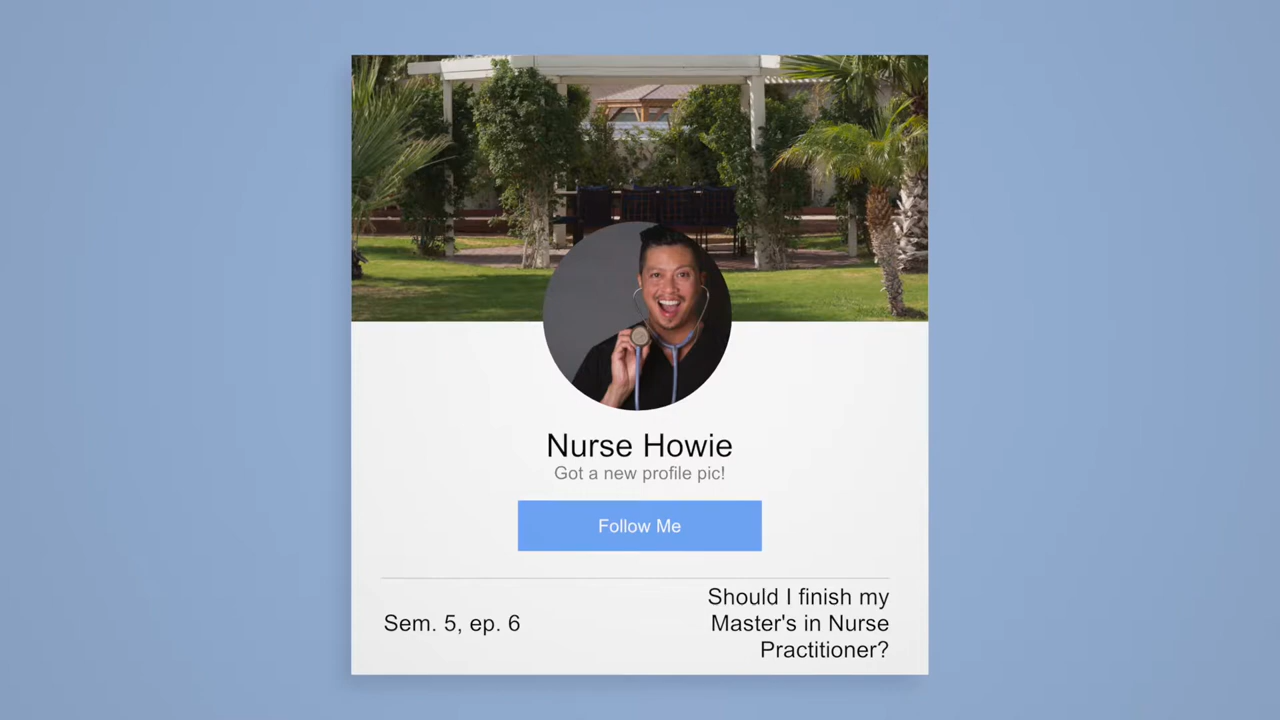 Nurse Howie
Got a new profile pic!
Follow Me
Sem. 5, ep. 6
Should I finish my
Master's in Nurse
Practitioner?